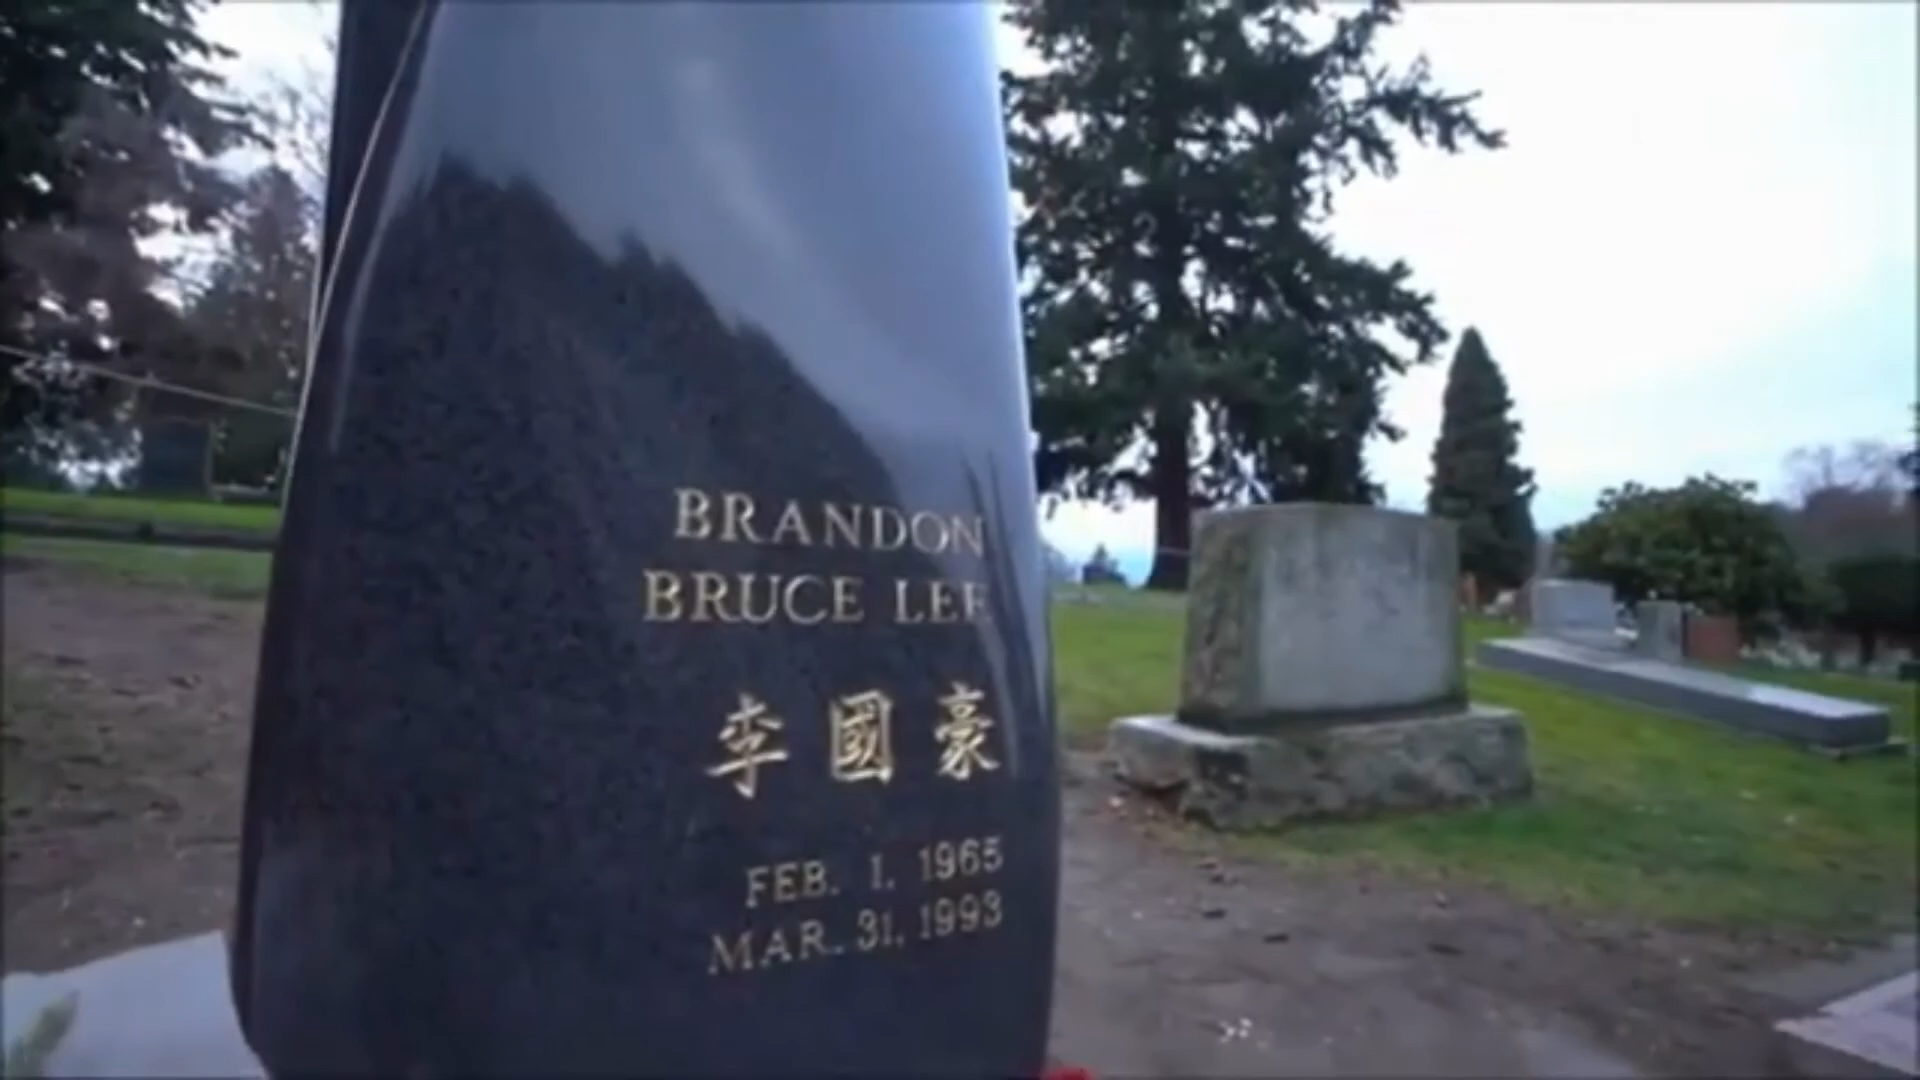 BRANDON
BRUCE LEE
李國豪
FEB. 1, 1965
MAR. 31, 1993